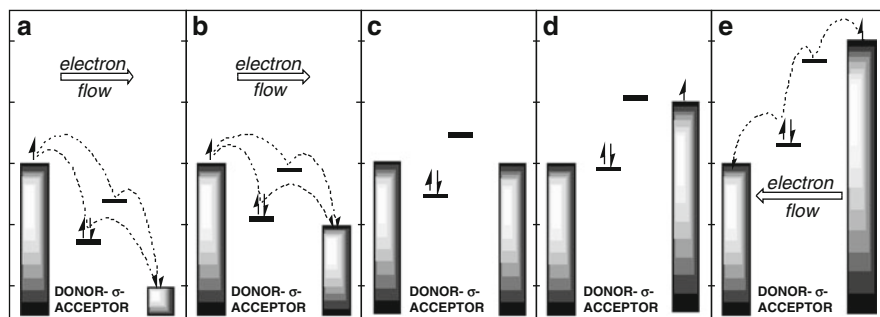 a
electron
flow
DONOR- σ-
ACCEPTOR
b
electron
flow
DONOR- σ-
ACCEPTOR
c
DONOR- σ-
ACCEPTOR
d
DONOR- σ-
ACCEPTOR
e
electron
flow
DONOR- σ-
ACCEPTOR